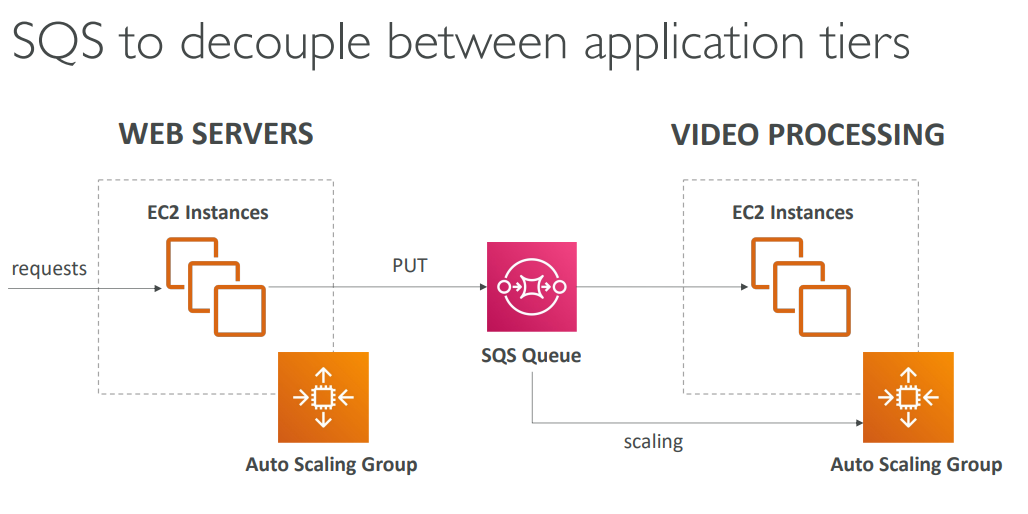 SQS to decouple between application tiers
WEB SERVERS
VIDEO PROCESSING
EC2 Instances
EC2 Instances
requests
PUT
SQS Queue
scaling
Auto Scaling Group
Auto Scaling Group